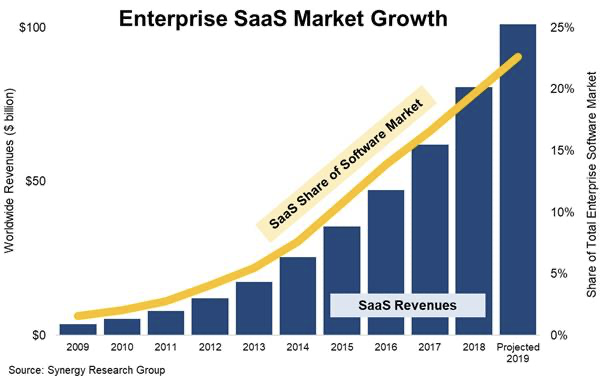 Enterprise SaaS Market Growth
$100
$50
$0
Worldwide Revenues ($ billion)
25%
20%
15%
10%
5%
0%
Share of Total Enterprise Software Market
SaaS Share of Software Market
SaaS Revenues
2009 2010 2011 2012 2013 2014 2015 2016 2017 2018 Projected
2019
Source: Synergy Research Group